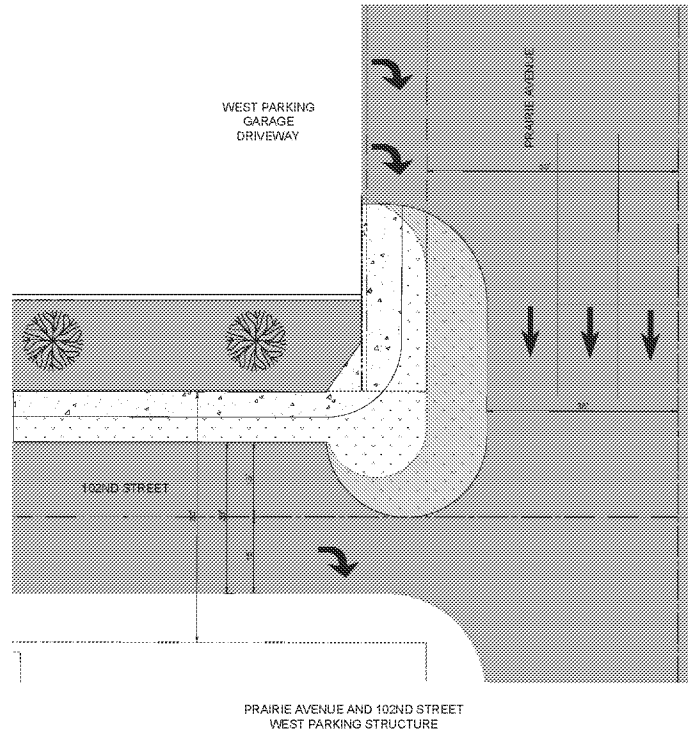 WEST PARKING
GARAGE
DRIVEWAY
PRAIRIE AVENUE
102ND STREET
PRAIRIE AVENUE AND 102ND STREET
WEST PARKING STRUCTURE